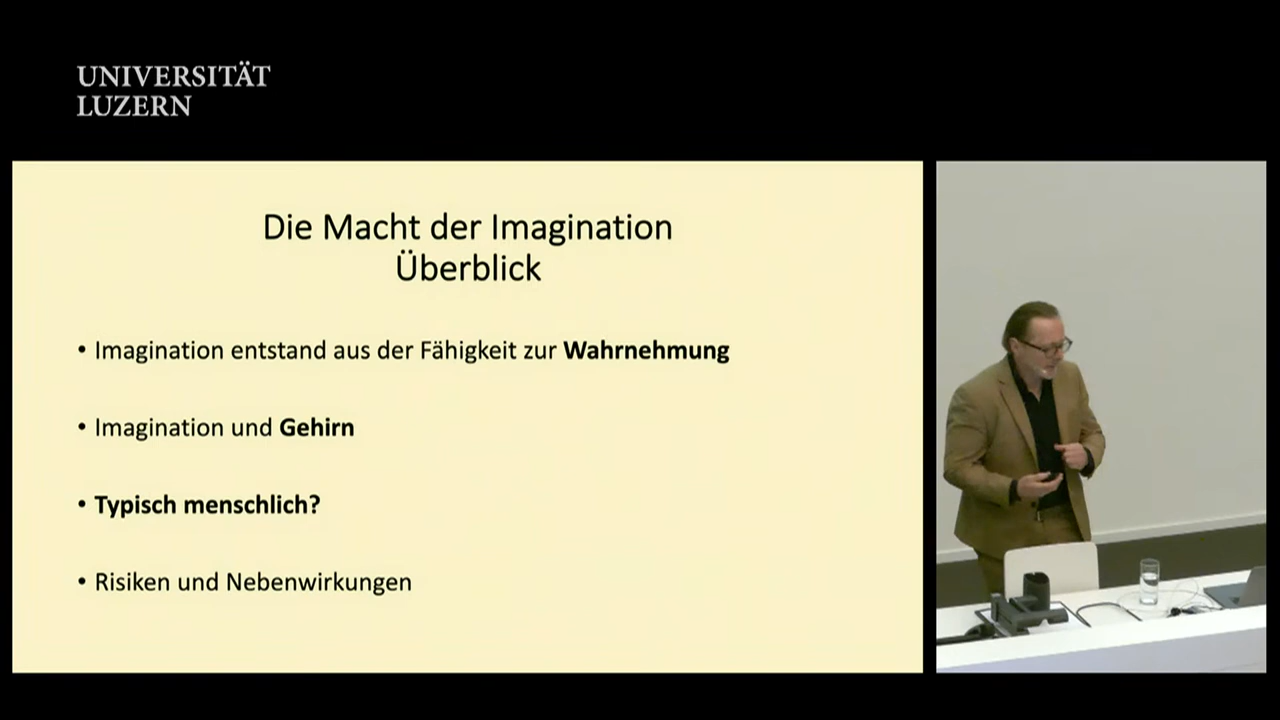 UNIVERSITÄT
LUZERN
Die Macht der Imagination
Überblick
• Imagination entstand aus der Fähigkeit zur Wahrnehmung
• Imagination und Gehirn
• Typisch menschlich?
• Risiken und Nebenwirkungen